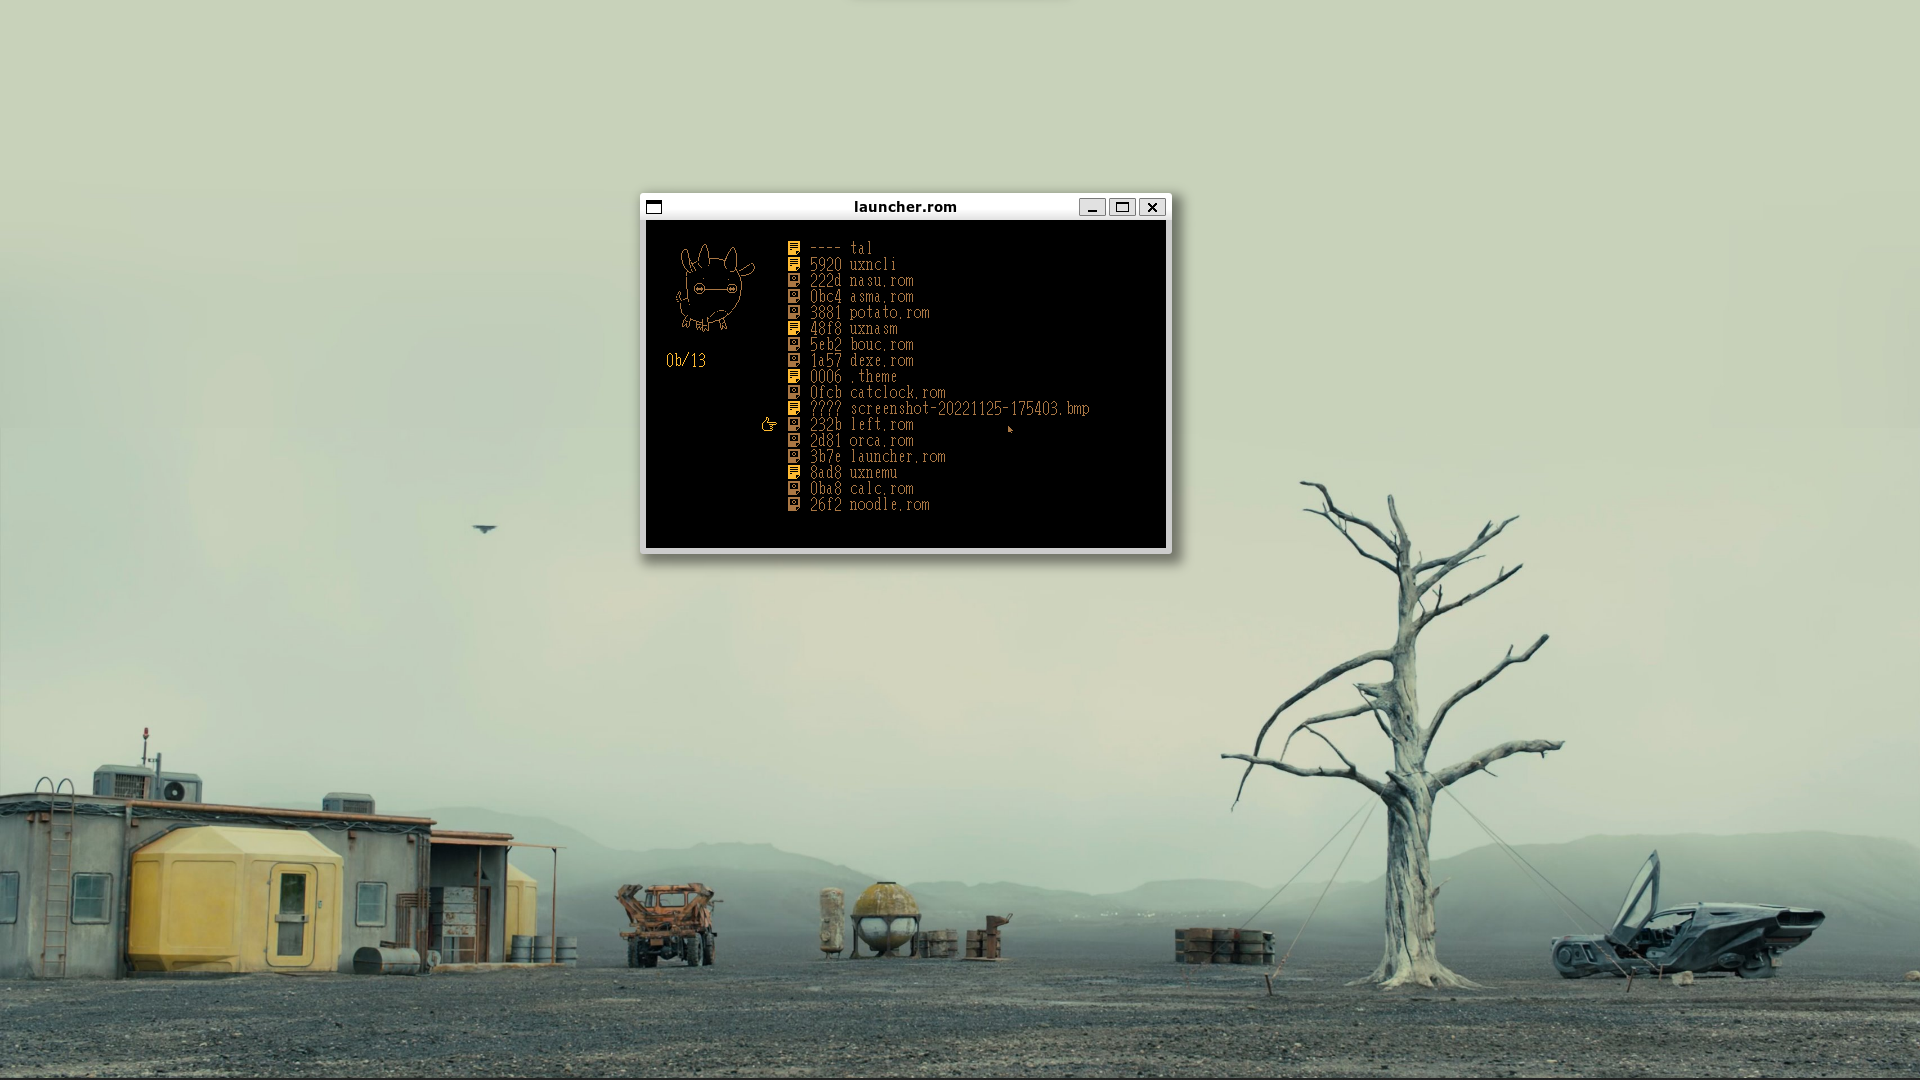 launcher.rom
---- tal
5920 uxncli
222d nasu.rom
0bc4 asma.rom
3881 potato.rom
48f8 uxnasm
5eb2 bouc.rom
0b/13
1a57 dexe.rom
0006 .theme
0fcb catclock.rom
???? screenshot-20221125-175403.bmp
232b left.rom
2d81 orca.rom
3b7e launcher.rom
8ad8 uxnemu
0ba8 calc.rom
26f2 noodle.rom